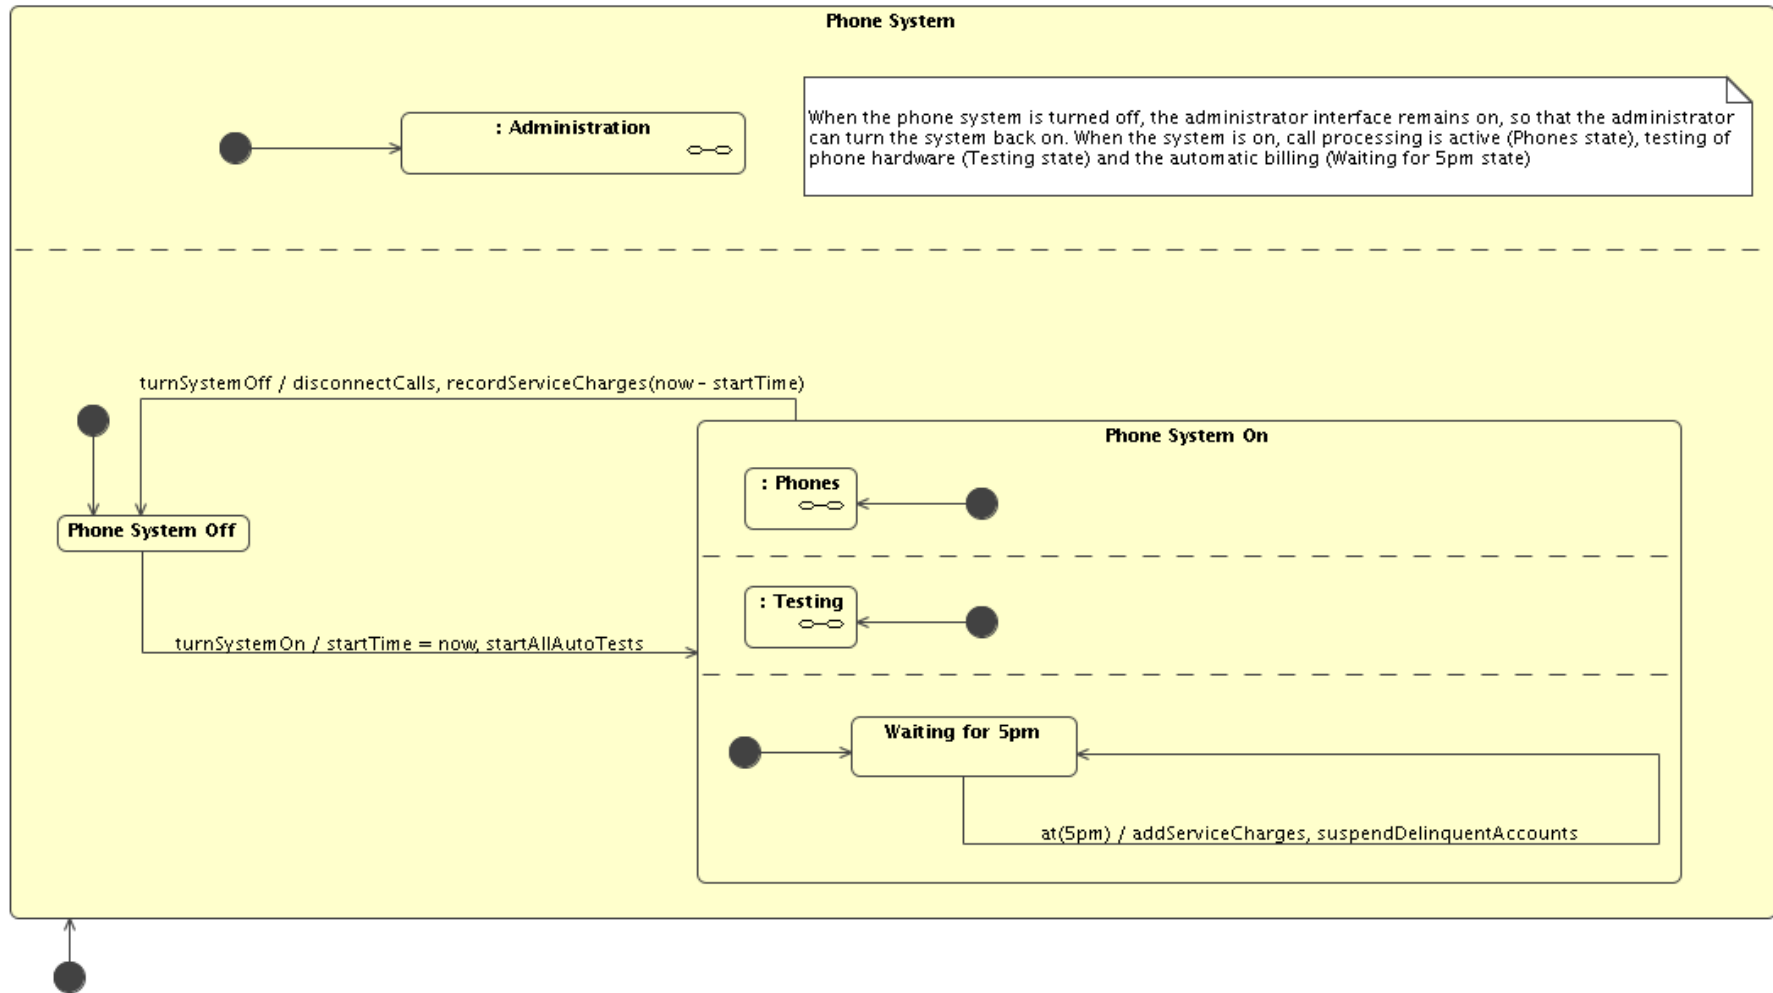 Phone System
: Administration
When the phone system is turned off, the administrator interface remains on, so that the administrator
can turn the system back on. When the system is on, call processing is active (Phones state), testing of
phone hardware (Testing state) and the automatic billing (Waiting for 5pm state)
turnSystemOff / disconnectCalls, recordServiceCharges(now - startTime)
Phone System On
: Phones
Phone System Off
: Testing
turnSystemOn / startTime = now, startAllAutoTests
Waiting for 5pm
at(5pm) / addServiceCharges, suspendDelinquentAccounts